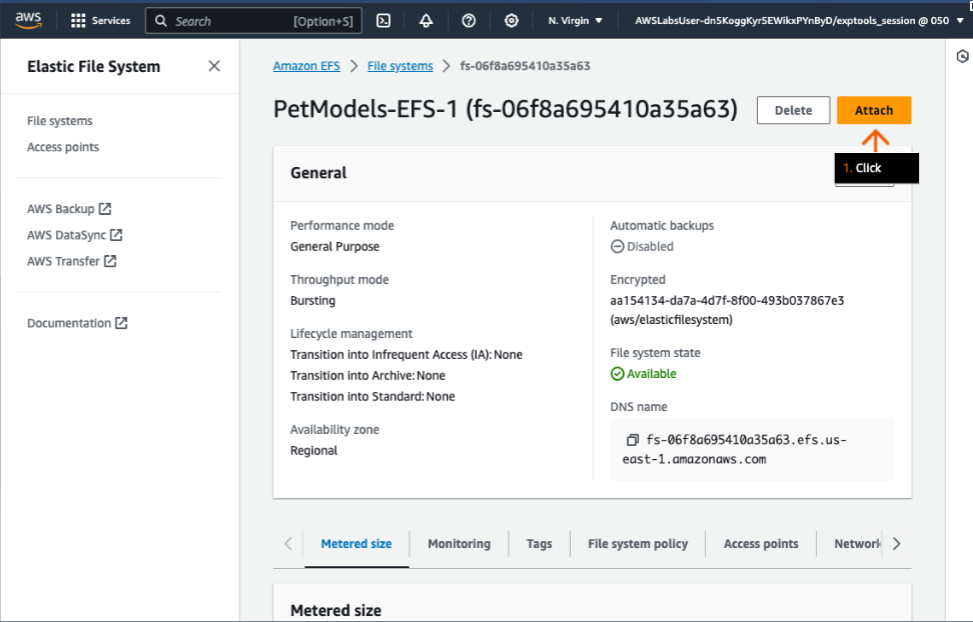 aws
Services
Search
[Option+S]
N. Virgin
AWSLabsUser-dn5KoggKyr5EWikxPYnByD/exptools_session @ 050
Elastic File System
File systems
Access points
AWS Backup
AWS DataSync
AWS Transfer
Documentation
Amazon EFS
File systems
fs-06f8a695410a35a63
PetModels-EFS-1 (fs-06f8a695410a35a63)
Delete
Attach
1. Click
General
Performance mode
General Purpose
Throughput mode
Bursting
Lifecycle management
Transition into Infrequent Access (IA): None
Transition into Archive: None
Transition into Standard: None
Availability zone
Regional
Automatic backups
Disabled
Encrypted
aa154134-da7a-4d7f-8f00-493b037867e3
(aws/elasticfilesystem)
File system state
Available
DNS name
fs-06f8a695410a35a63.efs.us-
east-1.amazonaws.com
Metered size
Monitoring
Tags
File system policy
Access points
Network
Metered size